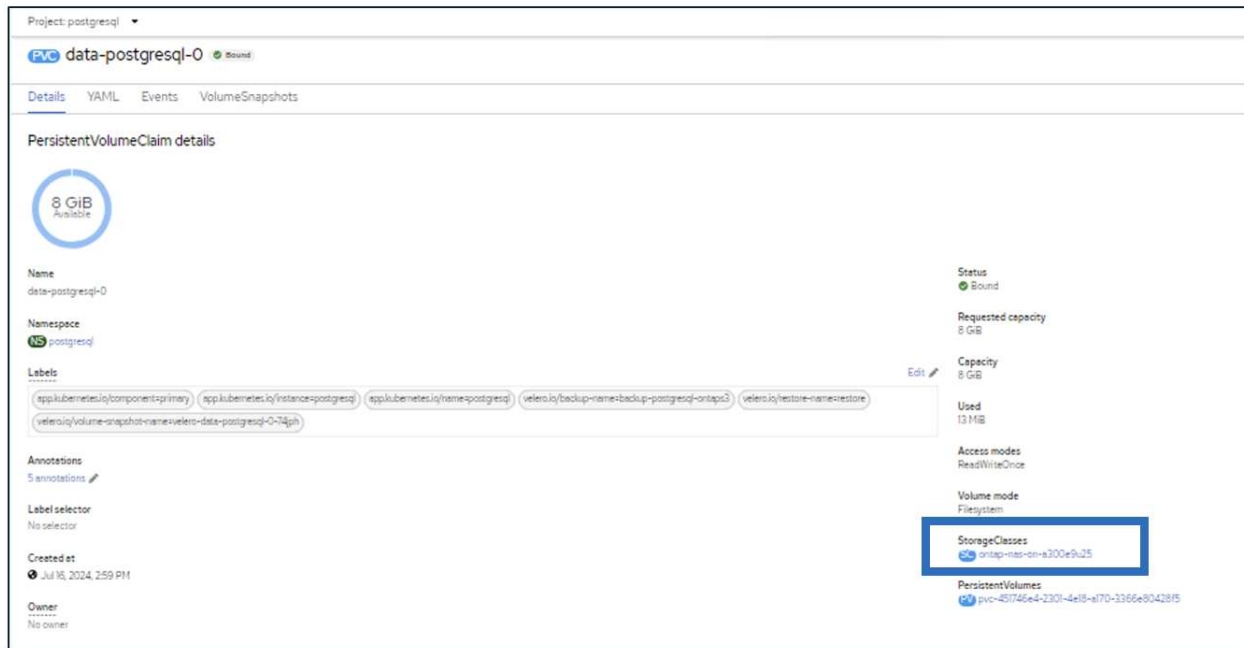 Project: postgresql
PVC data-postgresql-0 Bound
Details YAML Events VolumeSnapshots
PersistentVolumeClaim details
8 GiB
Available
Name
data-postgresql-0
Namespace
NS postgresql
Labels
Edit
app.kubernetes.io/component=primary app.kubernetes.io/instance=postgresql app.kubernetes.io/name=postgresql velero.io/backup-name=backup-postgresql-ontaps3 velero.io/restore-name=restore
velero.io/volume-snapshot-name=velero-data-postgresql-0-74jph
Annotations
5 annotations
Label selector
No selector
Created at
Jul 16, 2024, 2:59 PM
Owner
No owner
Status
Bound
Requested capacity
8 GiB
Capacity
8 GiB
Used
13 MiB
Access modes
ReadWriteOnce
Volume mode
Filesystem
StorageClasses
SC ontap-nas-on-a300e9u25
PersistentVolumes
PV pvc-451746e4-2301-4e18-a170-3366e80428f5